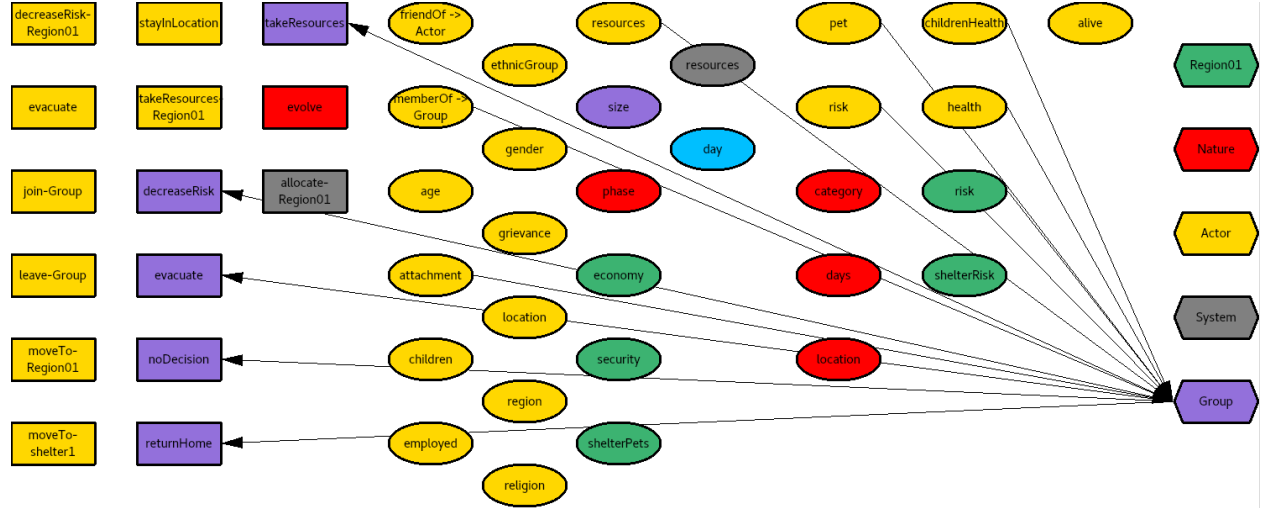 decreaseRisk-
Region01
stayInLocation
takeResources
friendOf ->
Actor
resources
pet
childrenHealth
alive
ethnicGroup
resources
Region01
evacuate
takeResources-
Region01
evolve
memberOf ->
Group
size
risk
health
gender
day
Nature
join-Group
decreaseRisk
allocate-
Region01
age
phase
category
risk
grievance
Actor
leave-Group
evacuate
attachment
economy
days
shelterRisk
location
System
moveTo-
Region01
noDecision
children
security
location
region
Group
moveTo-
shelter1
returnHome
employed
shelterPets
religion